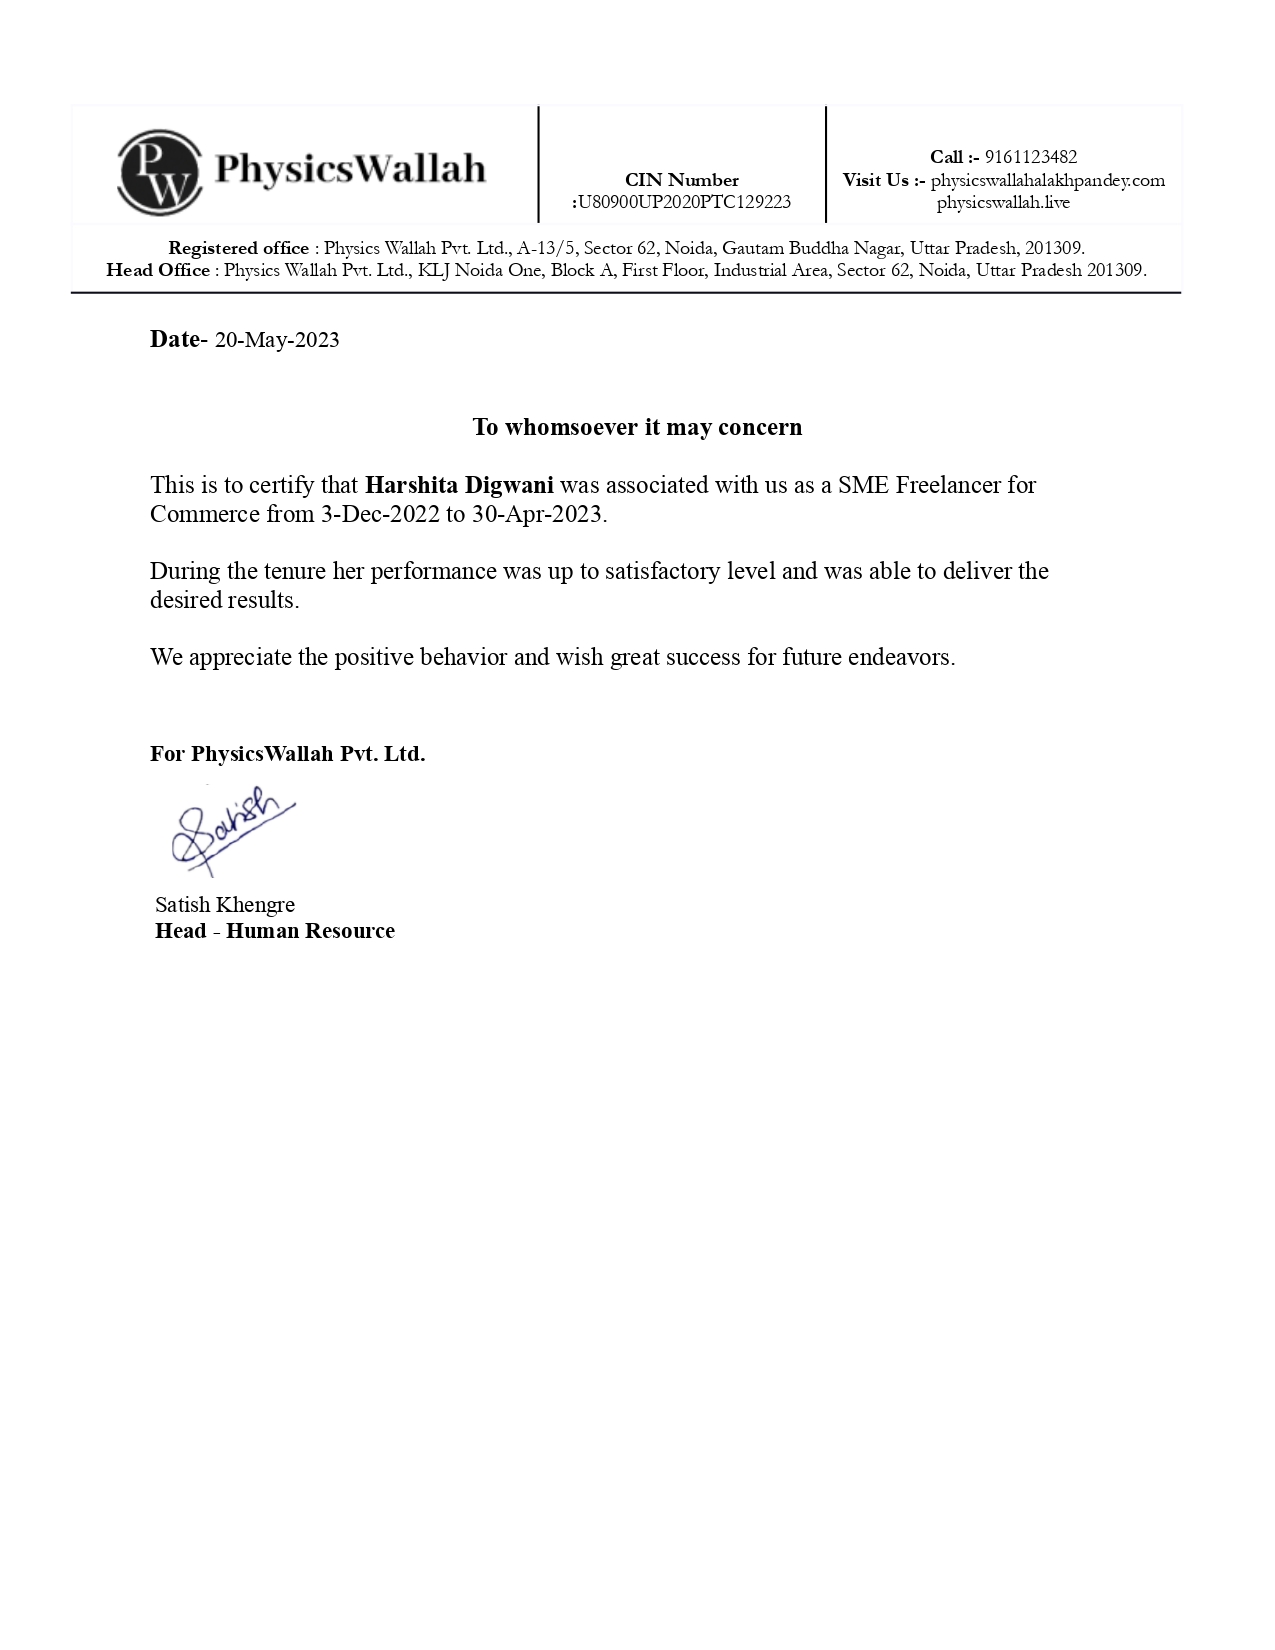 PW PhysicsWallah
CIN Number
:U80900UP2020PTC129223
Call :- 9161123482
Visit Us :- physicswallahalakhpandey.com
physicswallah.live
Registered office : Physics Wallah Pvt. Ltd., A-13/5, Sector 62, Noida, Gautam Buddha Nagar, Uttar Pradesh, 201309.
Head Office : Physics Wallah Pvt. Ltd., KLJ Noida One, Block A, First Floor, Industrial Area, Sector 62, Noida, Uttar Pradesh 201309.
Date- 20-May-2023
To whomsoever it may concern
This is to certify that Harshita Digwani was associated with us as a SME Freelancer for
Commerce from 3-Dec-2022 to 30-Apr-2023.
During the tenure her performance was up to satisfactory level and was able to deliver the
desired results.
We appreciate the positive behavior and wish great success for future endeavors.
For PhysicsWallah Pvt. Ltd.
Satish
Satish Khengre
Head - Human Resource